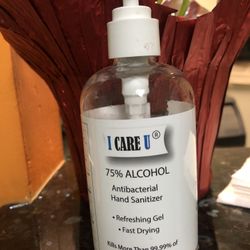 I CARE U®
75% ALCOHOL
Antibacterial
Hand Sanitizer
• Refreshing Gel
• Fast Drying
Kills More Than 99.99% of